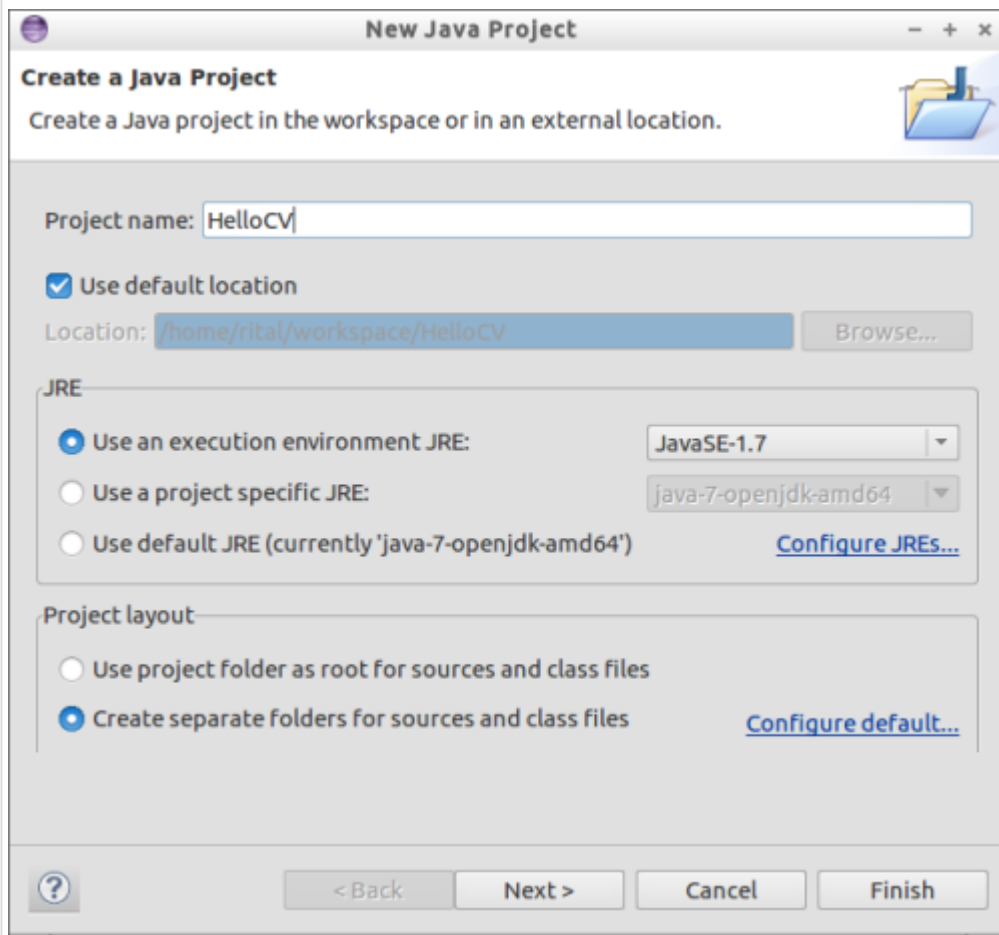 New Java Project
Create a Java Project
Create a Java project in the workspace or in an external location.
Project name: HelloCV
Use default location
Location: /home/rital/workspace/HelloCV Browse...
JRE
Use an execution environment JRE: JavaSE-1.7
Use a project specific JRE: java-7-openjdk-amd64
Use default JRE (currently 'java-7-openjdk-amd64') Configure JREs...
Project layout
Use project folder as root for sources and class files
Create separate folders for sources and class files Configure default...
? < Back Next > Cancel Finish